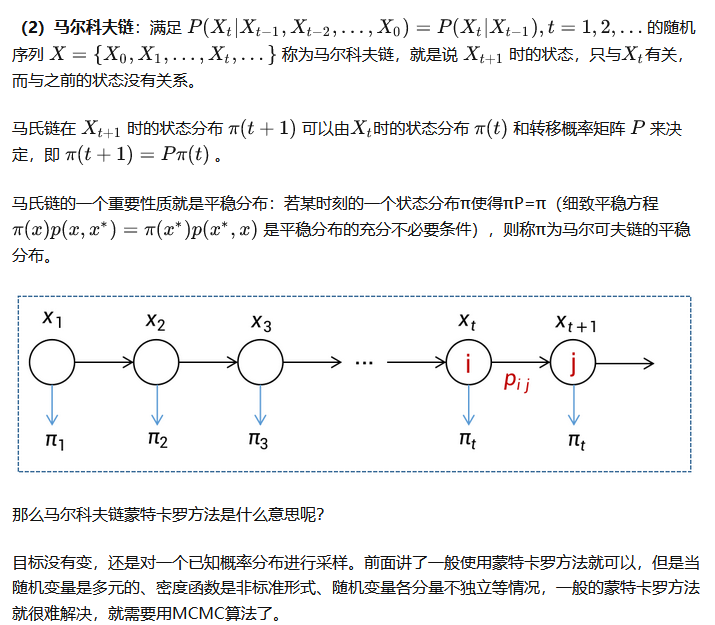 （2）马尔科夫链：满足 P(X_t|X_{t-1}, X_{t-2}, ..., X_0) = P(X_t|X_{t-1}), t = 1, 2, ... 的随机
序列 X = {X_0, X_1, ..., X_t, ...} 称为马尔科夫链，就是说 X_{t+1} 时的状态，只与X_t有关，
而与之前的状态没有关系。
马氏链在 X_{t+1} 时的状态分布 π(t + 1) 可以由X_t时的状态分布 π(t) 和转移概率矩阵 P 来决
定，即 π(t + 1) = Pπ(t) 。
马氏链的一个重要性质就是平稳分布：若某时刻的一个状态分布π使得πP=π（细致平稳方程
π(x)p(x, x*) = π(x*)p(x*, x) 是平稳分布的充分不必要条件），则称π为马尔可夫链的平稳
分布。
x_1 x_2 x_3 x_t x_{t+1}
... i p_{ij} j
π_1 π_2 π_3 π_t π_t
那么马尔科夫链蒙特卡罗方法是什么意思呢？
目标没有变，还是对一个已知概率分布进行采样。前面讲了一般使用蒙特卡罗方法就可以，但是当
随机变量是多元的、密度函数是非标准形式、随机变量各分量不独立等情况，一般的蒙特卡罗方法
就很难解决，就需要用MCMC算法了。